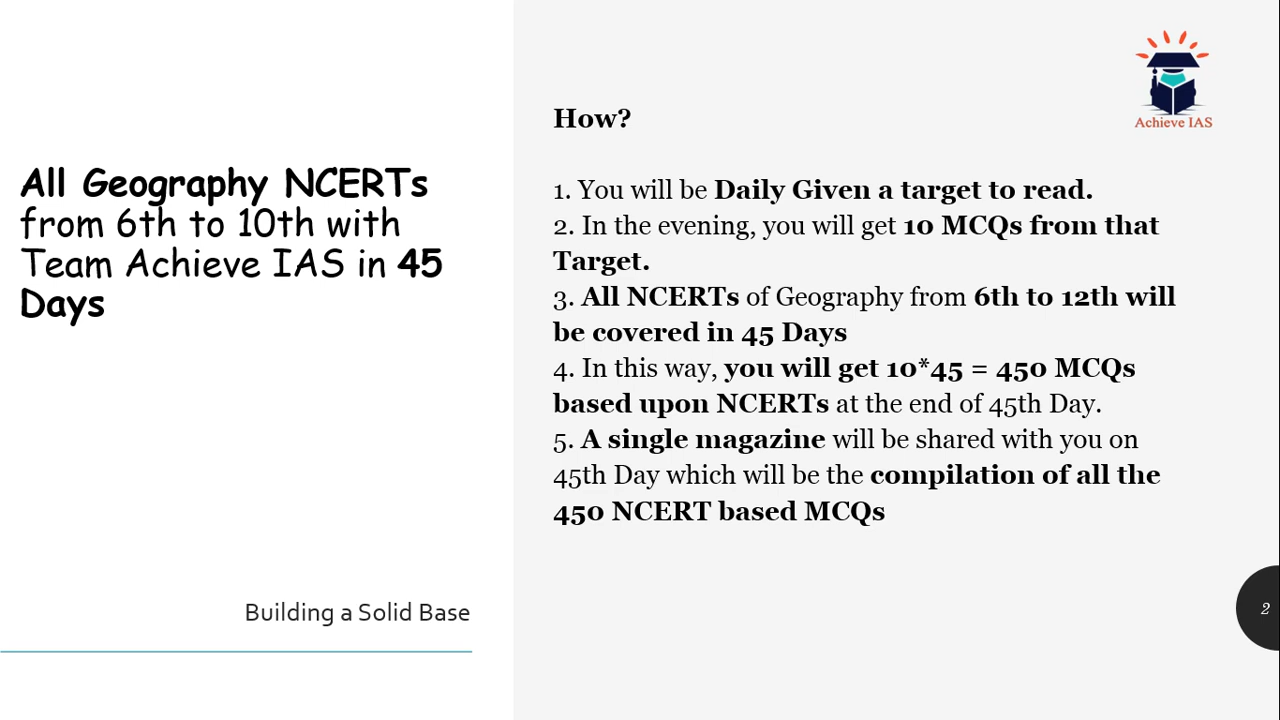 All Geography NCERTs
from 6th to 10th with
Team Achieve IAS in 45
Days
Building a Solid Base
Achieve IAS
How?
1. You will be Daily Given a target to read.
2. In the evening, you will get 10 MCQs from that
Target.
3. All NCERTs of Geography from 6th to 12th will
be covered in 45 Days
4. In this way, you will get 10*45 = 450 MCQs
based upon NCERTs at the end of 45th Day.
5. A single magazine will be shared with you on
45th Day which will be the compilation of all the
450 NCERT based MCQs
2